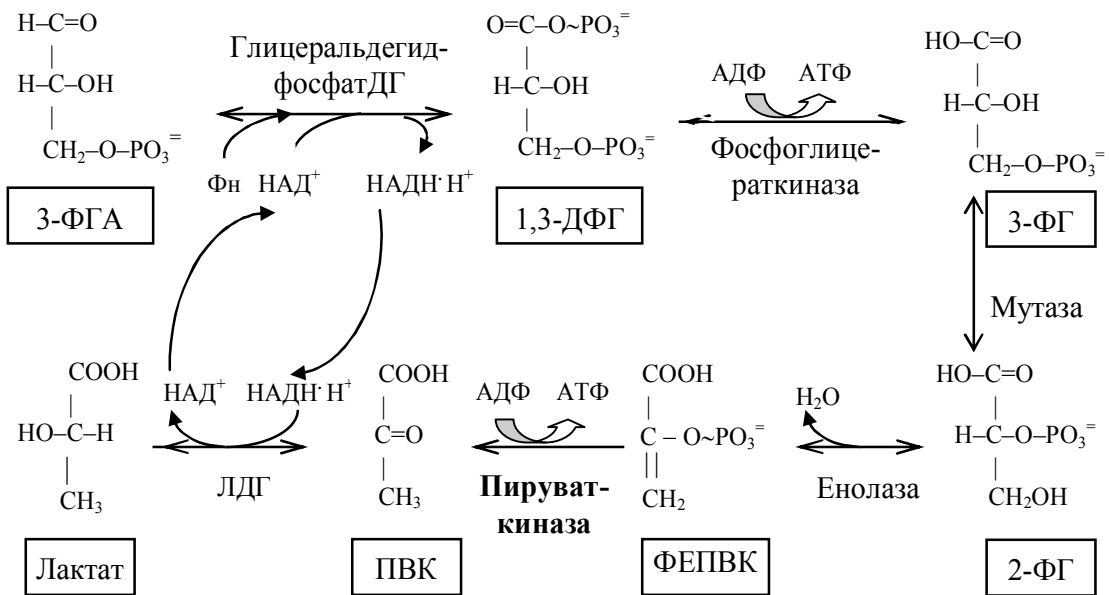 H–C=O
|
H–C–OH
|
CH₂–O–PO₃⁼
3-ФГА
Глицеральдегид-
фосфатДГ
Фн НАД⁺ НАДН·Н⁺
O=C–O~PO₃⁼
|
H–C–OH
|
CH₂–O–PO₃⁼
1,3-ДФГ
АДФ АТФ
Фосфоглице-
раткиназа
HO–C=O
|
H–C–OH
|
CH₂–O–PO₃⁼
3-ФГ
Мутаза
COOH
|
HO–C–H
|
CH₃
Лактат
НАД⁺ НАДН·Н⁺
ЛДГ
COOH
|
C=O
|
CH₃
ПВК
АДФ АТФ
Пируват-
киназа
COOH
|
C – O~PO₃⁼
||
CH₂
ФЕПВК
H₂O
Енолаза
HO–C=O
|
H–C–O–PO₃⁼
|
CH₂OH
2-ФГ